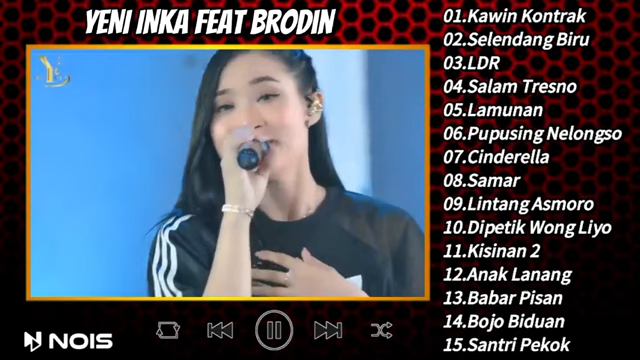 YENI INKA FEAT BRODIN
01.Kawin Kontrak
02.Selendang Biru
03.LDR
04.Salam Tresno
05.Lamunan
06.Pupusing Nelongso
07.Cinderella
08.Samar
09.Lintang Asmoro
10.Dipetik Wong Liyo
11.Kisinan 2
12.Anak Lanang
13.Babar Pisan
14.Bojo Biduan
15.Santri Pekok
NOIS